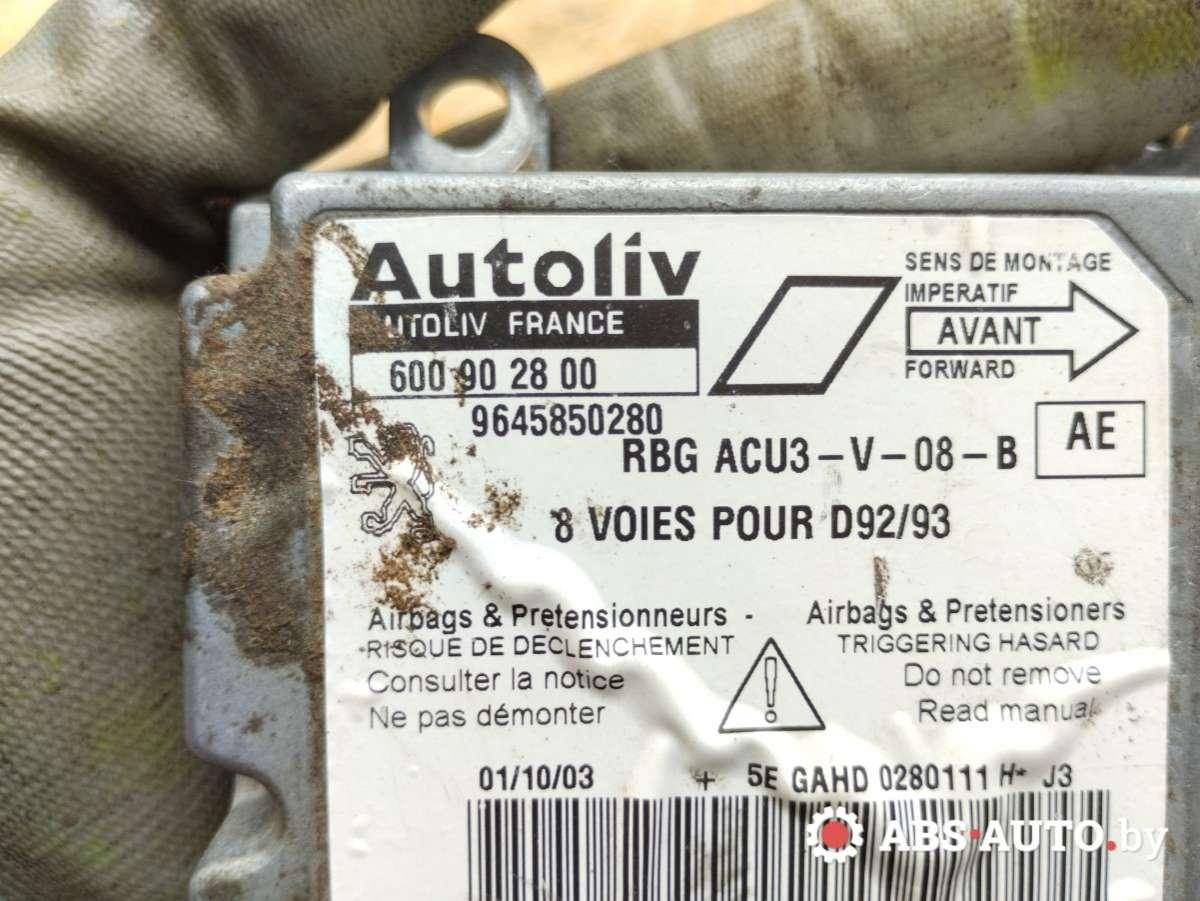 Autoliv
AUTOLIV FRANCE
600 90 28 00
9645850280
SENS DE MONTAGE
IMPERATIF
AVANT
FORWARD
RBG ACU3-V-08-B
AE
8 VOIES POUR D92/93
Airbags & Pretensionneurs -
RISQUE DE DECLENCHEMENT
Consulter la notice
Ne pas démonter
Airbags & Pretensioners
TRIGGERING HASARD
Do not remove
Read manual
01/10/03 + 5E GAHD 0280111 H* J3
ABS-AUTO.by